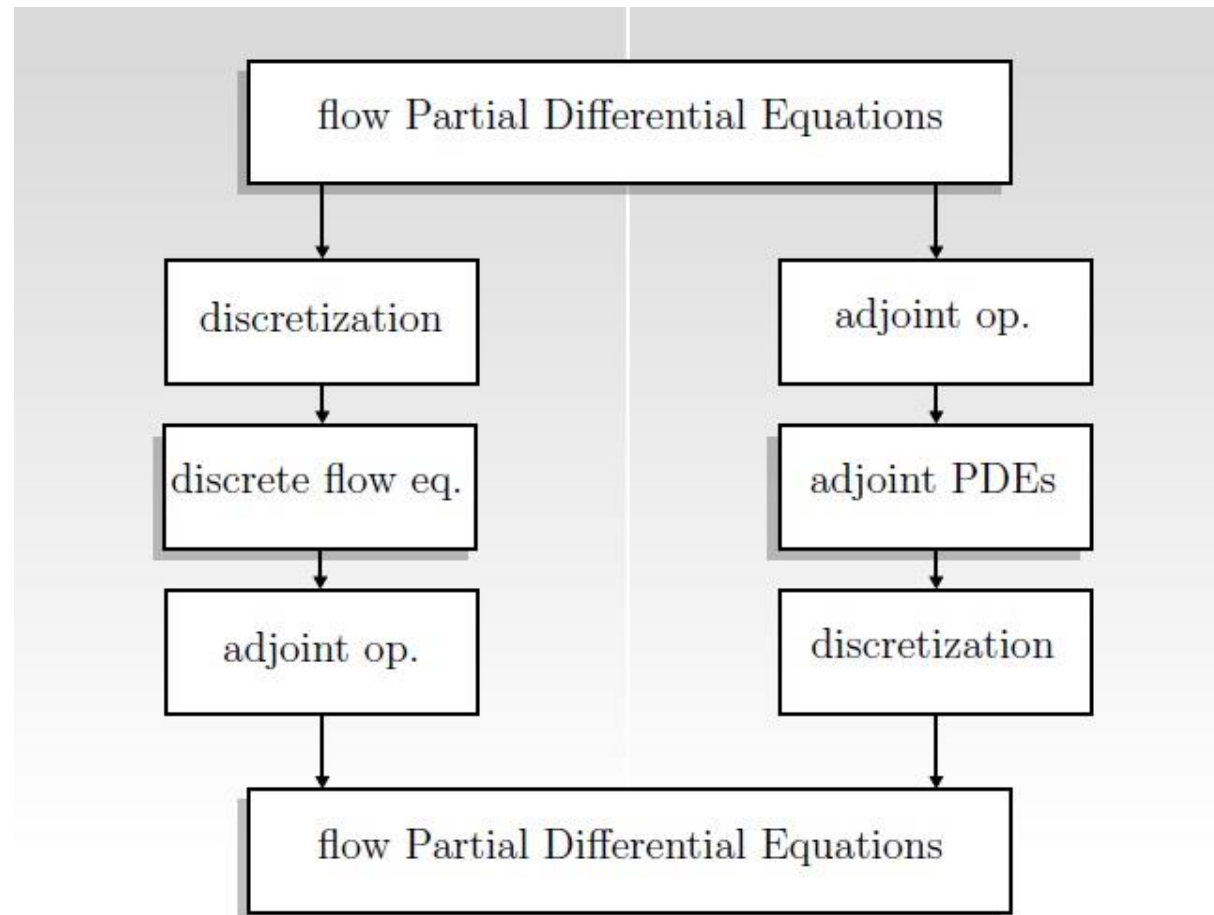 flow Partial Differential Equations
discretization
adjoint op.
discrete flow eq.
adjoint PDEs
adjoint op.
discretization
flow Partial Differential Equations